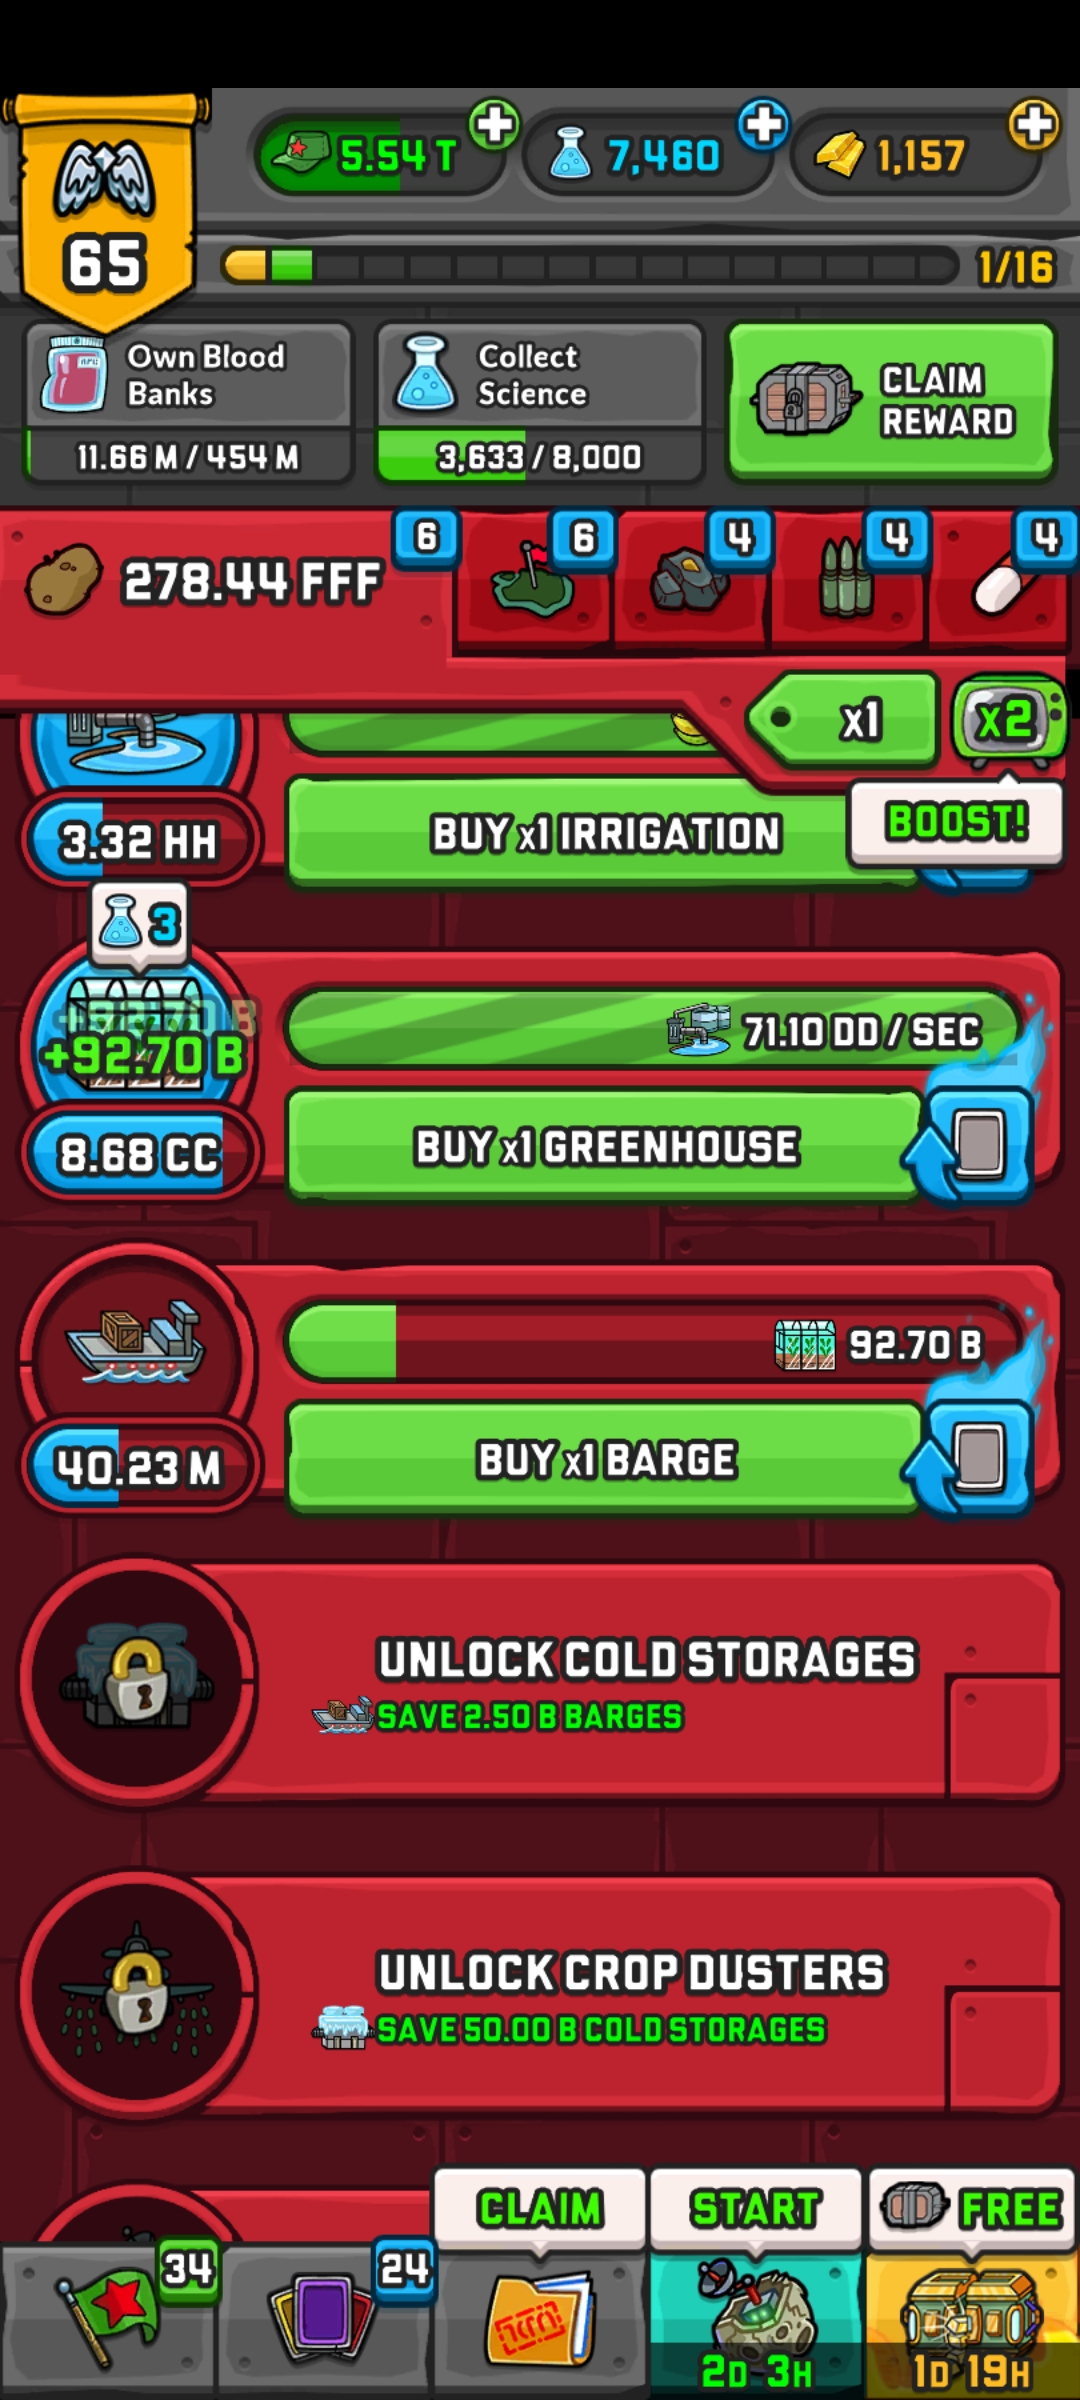 5.54 T
7,460
1,157
65
1/16
Own Blood
Banks
11.66 M / 454 M
Collect
Science
3,633 / 8,000
CLAIM
REWARD
278.44 FFF
6
6
4
4
4
x1
x2
BOOST!
3.32 HH
BUY x1 IRRIGATION
3
+92.70 B
71.10 DD / SEC
8.68 CC
BUY x1 GREENHOUSE
92.70 B
40.23 M
BUY x1 BARGE
UNLOCK COLD STORAGES
SAVE 2.50 B BARGES
UNLOCK CROP DUSTERS
SAVE 50.00 B COLD STORAGES
CLAIM
START
FREE
34
24
2D 3H
1D 19H